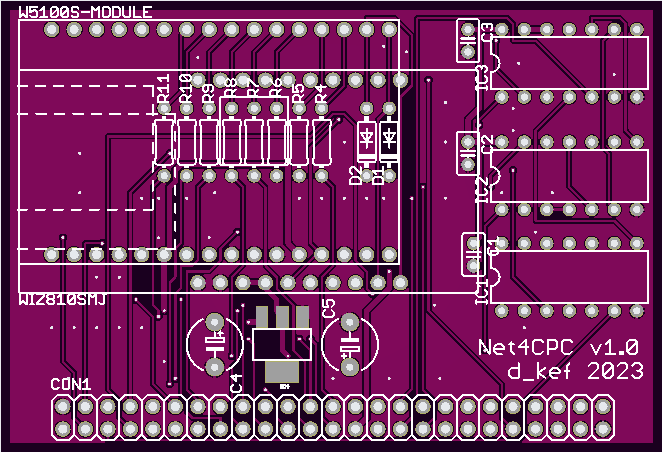 W5100S-MODULE
C3
IC3
R11
R10
R9
R8
R7
R6
R5
R4
D2
D1
C2
IC2
C1
IC1
WIZ810SMJ
C5
C4
Net4CPC v1.0
d_kef 2023
CON1